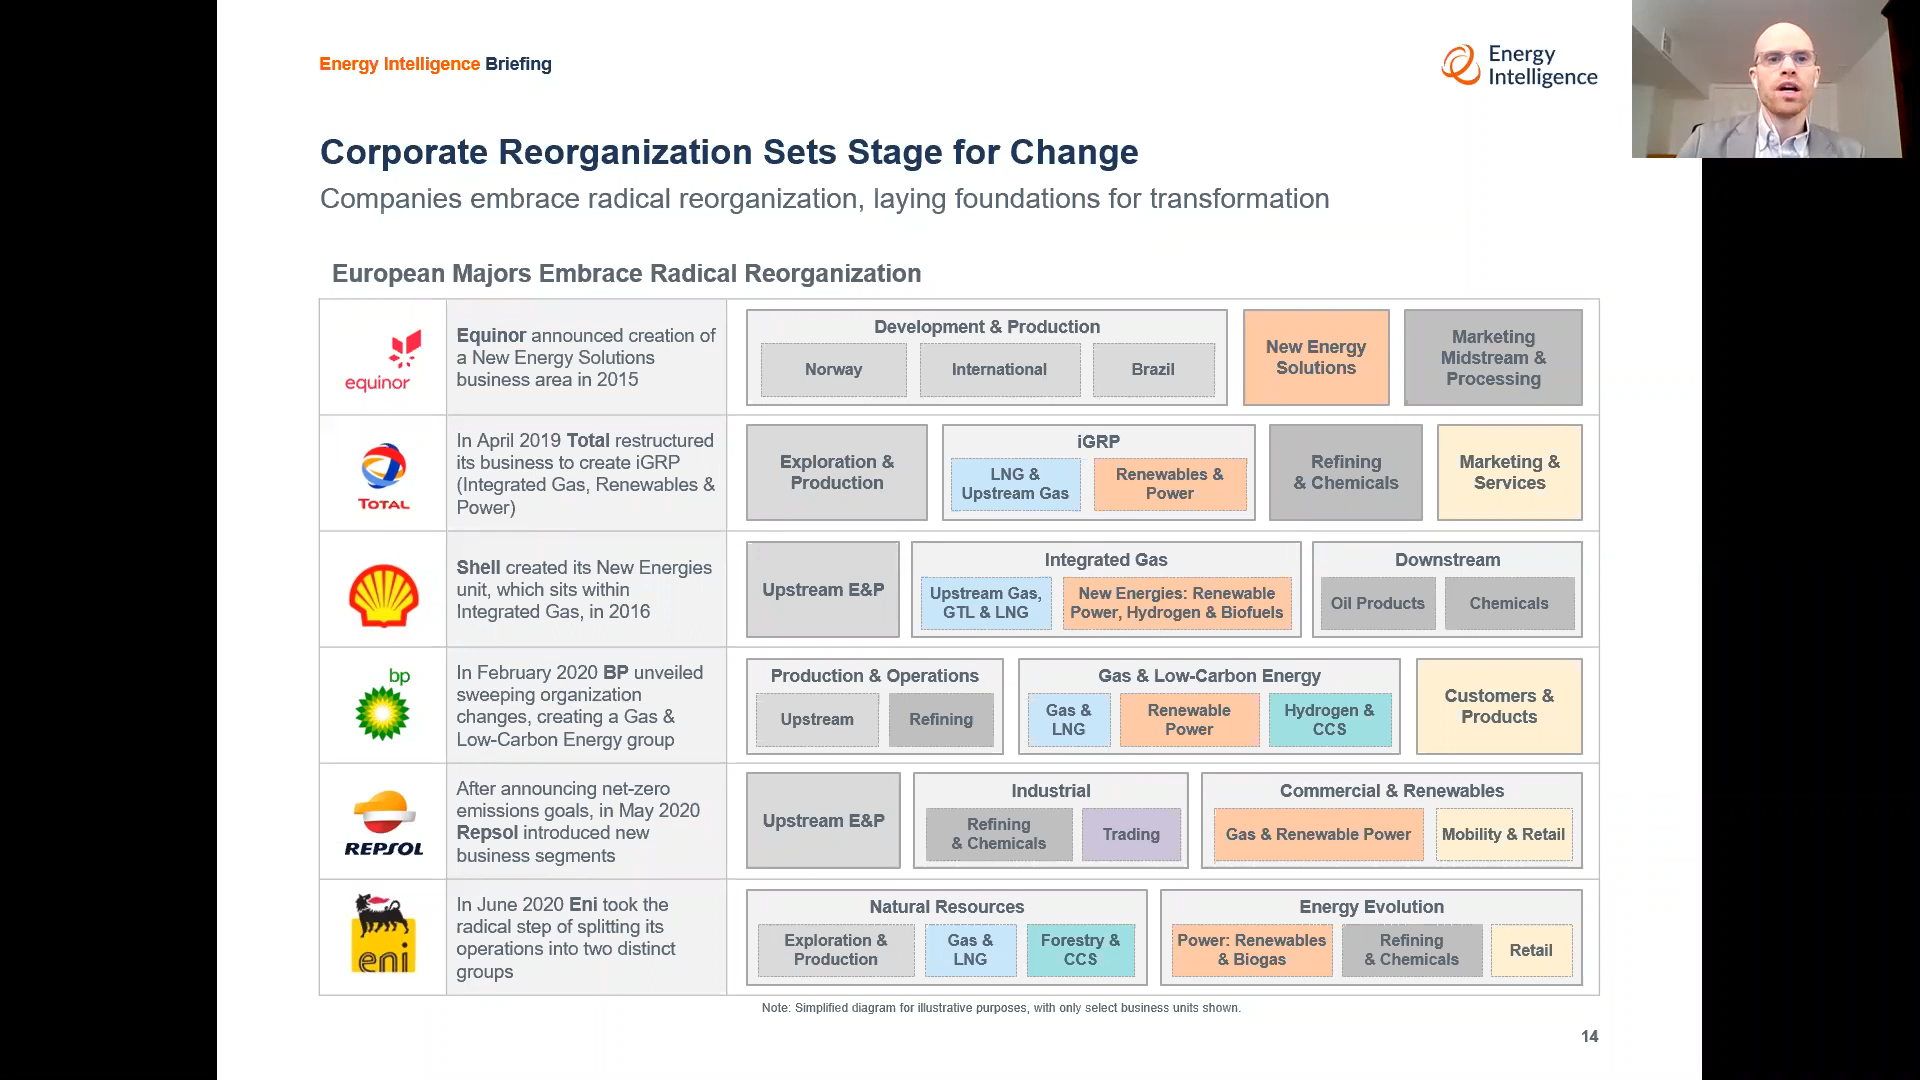 Energy Intelligence Briefing
Energy
Intelligence
Corporate Reorganization Sets Stage for Change
Companies embrace radical reorganization, laying foundations for transformation
European Majors Embrace Radical Reorganization
equinor
Equinor announced creation of
a New Energy Solutions
business area in 2015
Development & Production
Norway
International
Brazil
New Energy
Solutions
Marketing
Midstream &
Processing
TOTAL
In April 2019 Total restructured
its business to create iGRP
(Integrated Gas, Renewables &
Power)
Exploration &
Production
iGRP
LNG &
Upstream Gas
Renewables &
Power
Refining
& Chemicals
Marketing &
Services
Shell created its New Energies
unit, which sits within
Integrated Gas, in 2016
Upstream E&P
Integrated Gas
Upstream Gas,
GTL & LNG
New Energies: Renewable
Power, Hydrogen & Biofuels
Downstream
Oil Products
Chemicals
bp
In February 2020 BP unveiled
sweeping organization
changes, creating a Gas &
Low-Carbon Energy group
Production & Operations
Upstream
Refining
Gas & Low-Carbon Energy
Gas &
LNG
Renewable
Power
Hydrogen &
CCS
Customers &
Products
REPSOL
After announcing net-zero
emissions goals, in May 2020
Repsol introduced new
business segments
Upstream E&P
Industrial
Refining
& Chemicals
Trading
Commercial & Renewables
Gas & Renewable Power
Mobility & Retail
eni
In June 2020 Eni took the
radical step of splitting its
operations into two distinct
groups
Natural Resources
Exploration &
Production
Gas &
LNG
Forestry &
CCS
Energy Evolution
Power: Renewables
& Biogas
Refining
& Chemicals
Retail
Note: Simplified diagram for illustrative purposes, with only select business units shown.
14